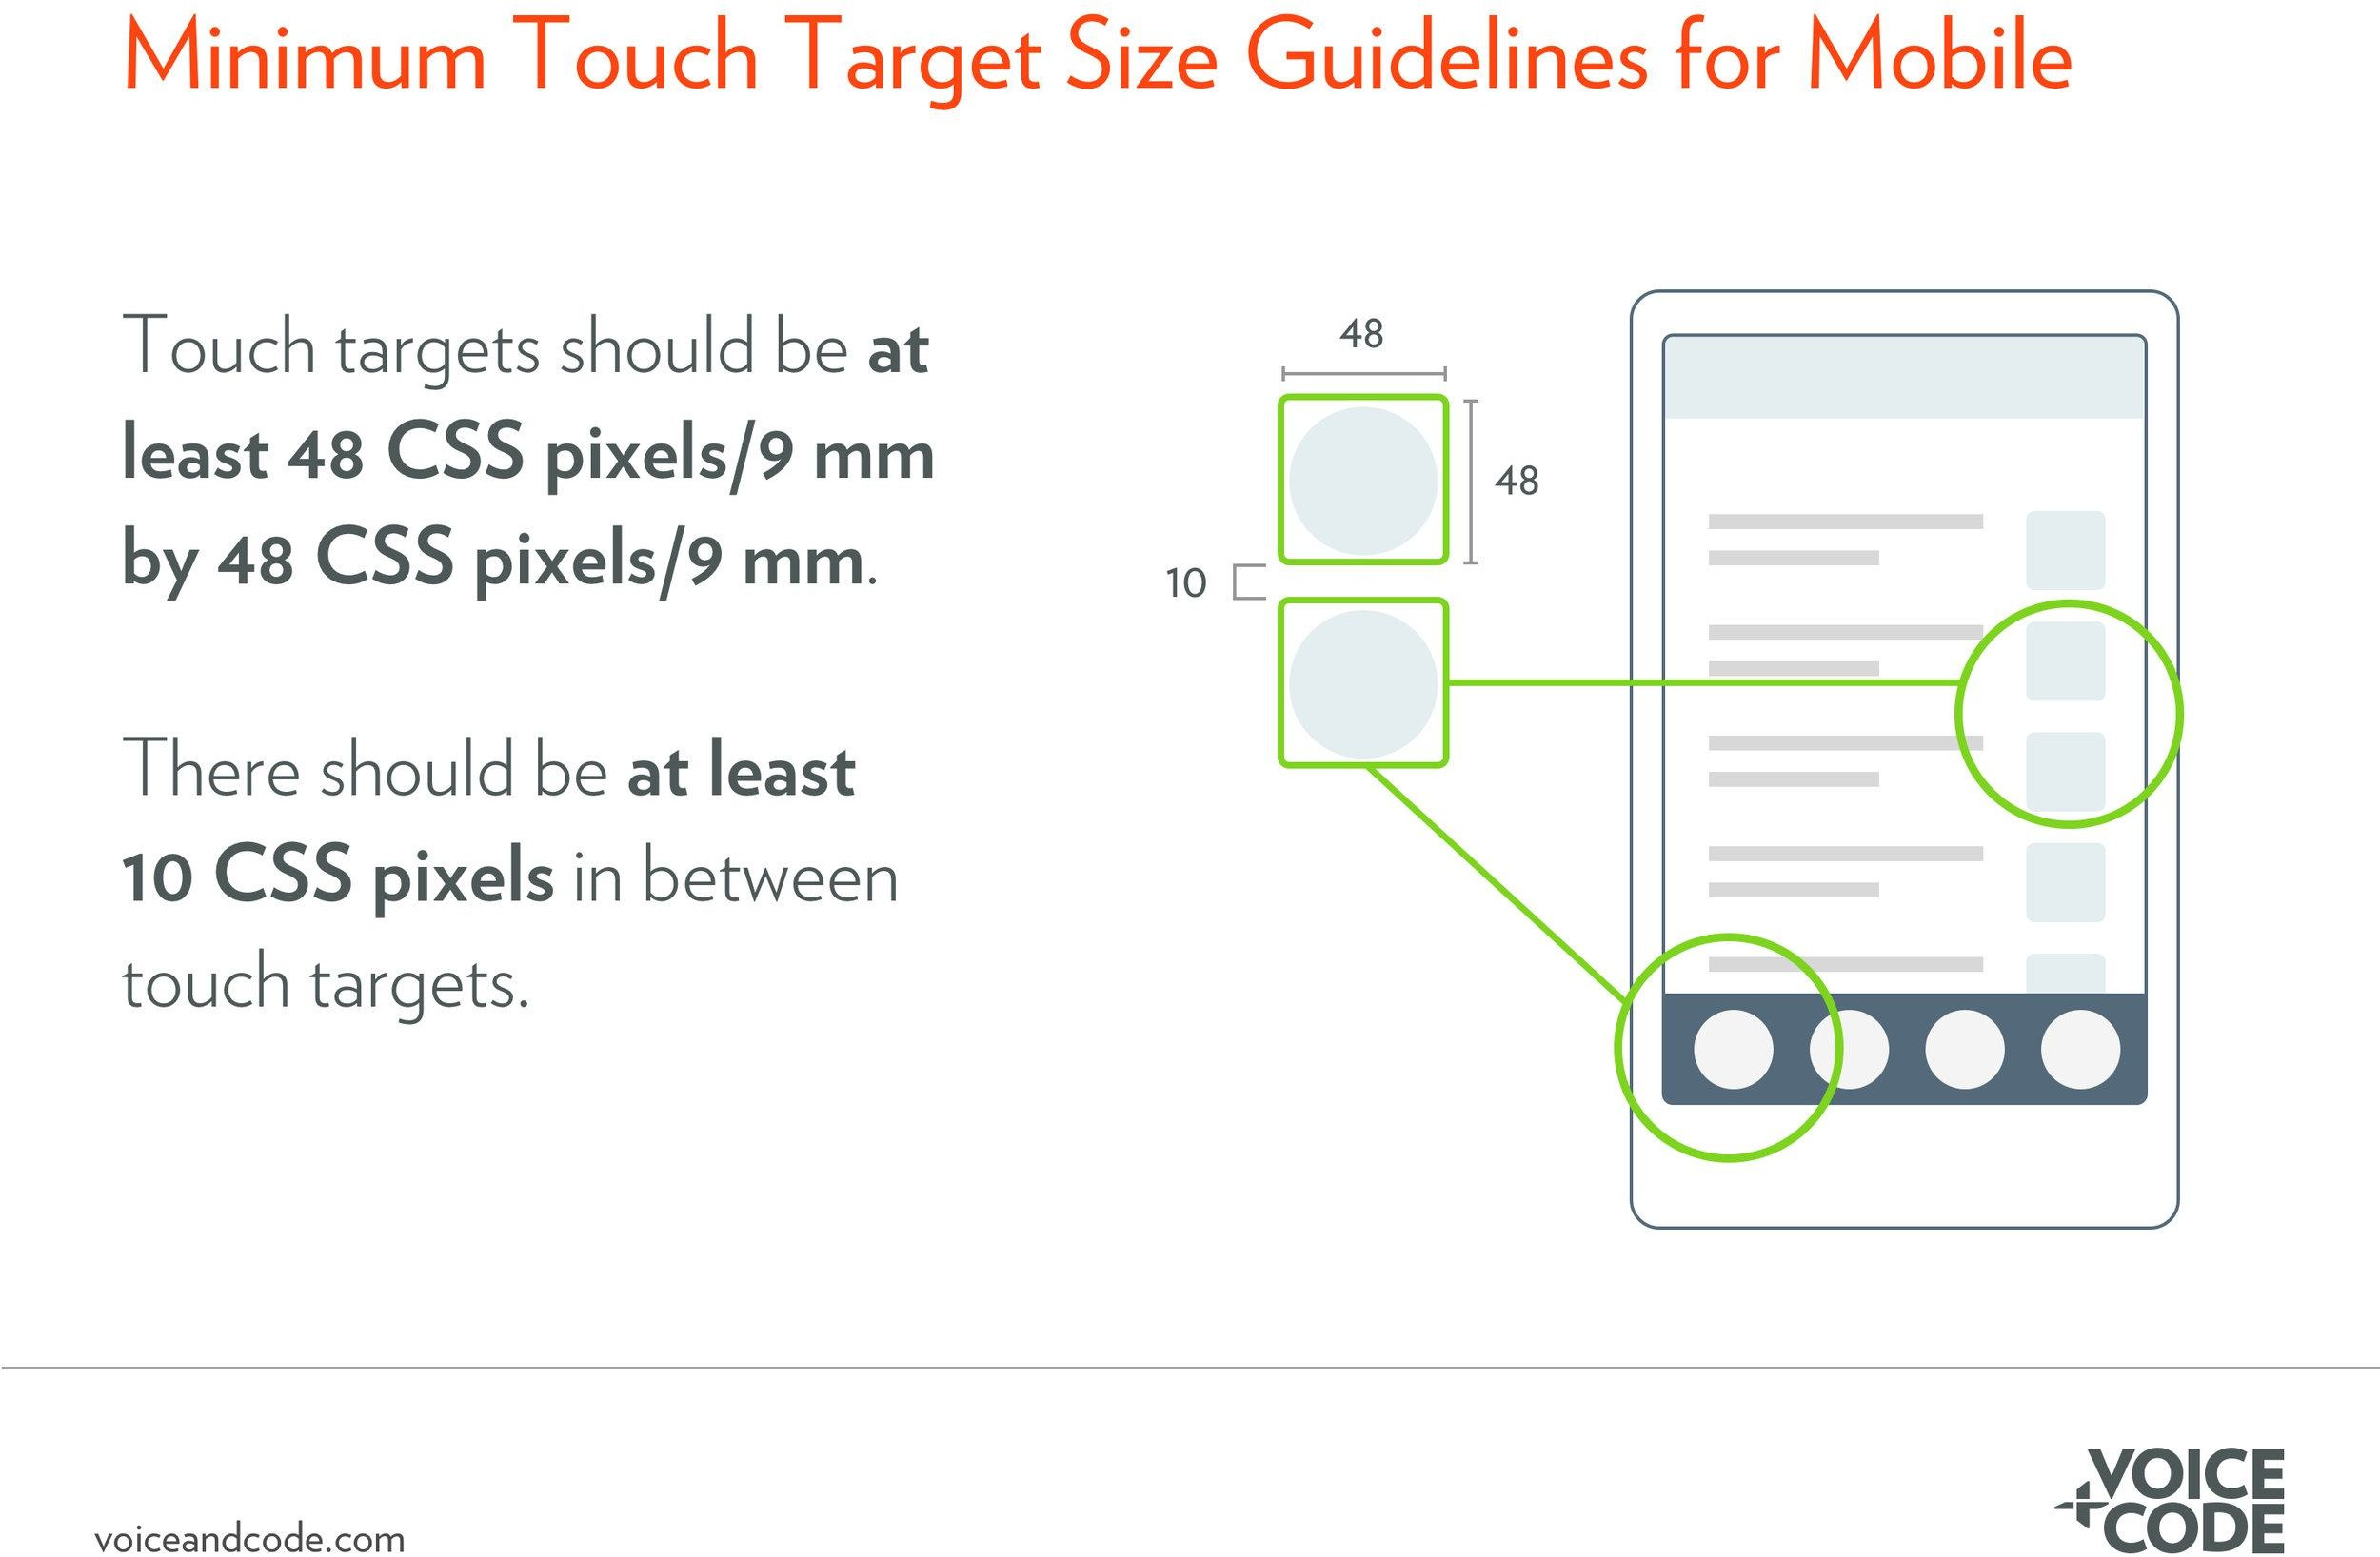 Minimum Touch Target Size Guidelines for Mobile
Touch targets should be at
least 48 CSS pixels/9 mm
by 48 CSS pixels/9 mm.
There should be at least
10 CSS pixels in between
touch targets.
48
48
10
voiceandcode.com
VOICE
+CODE